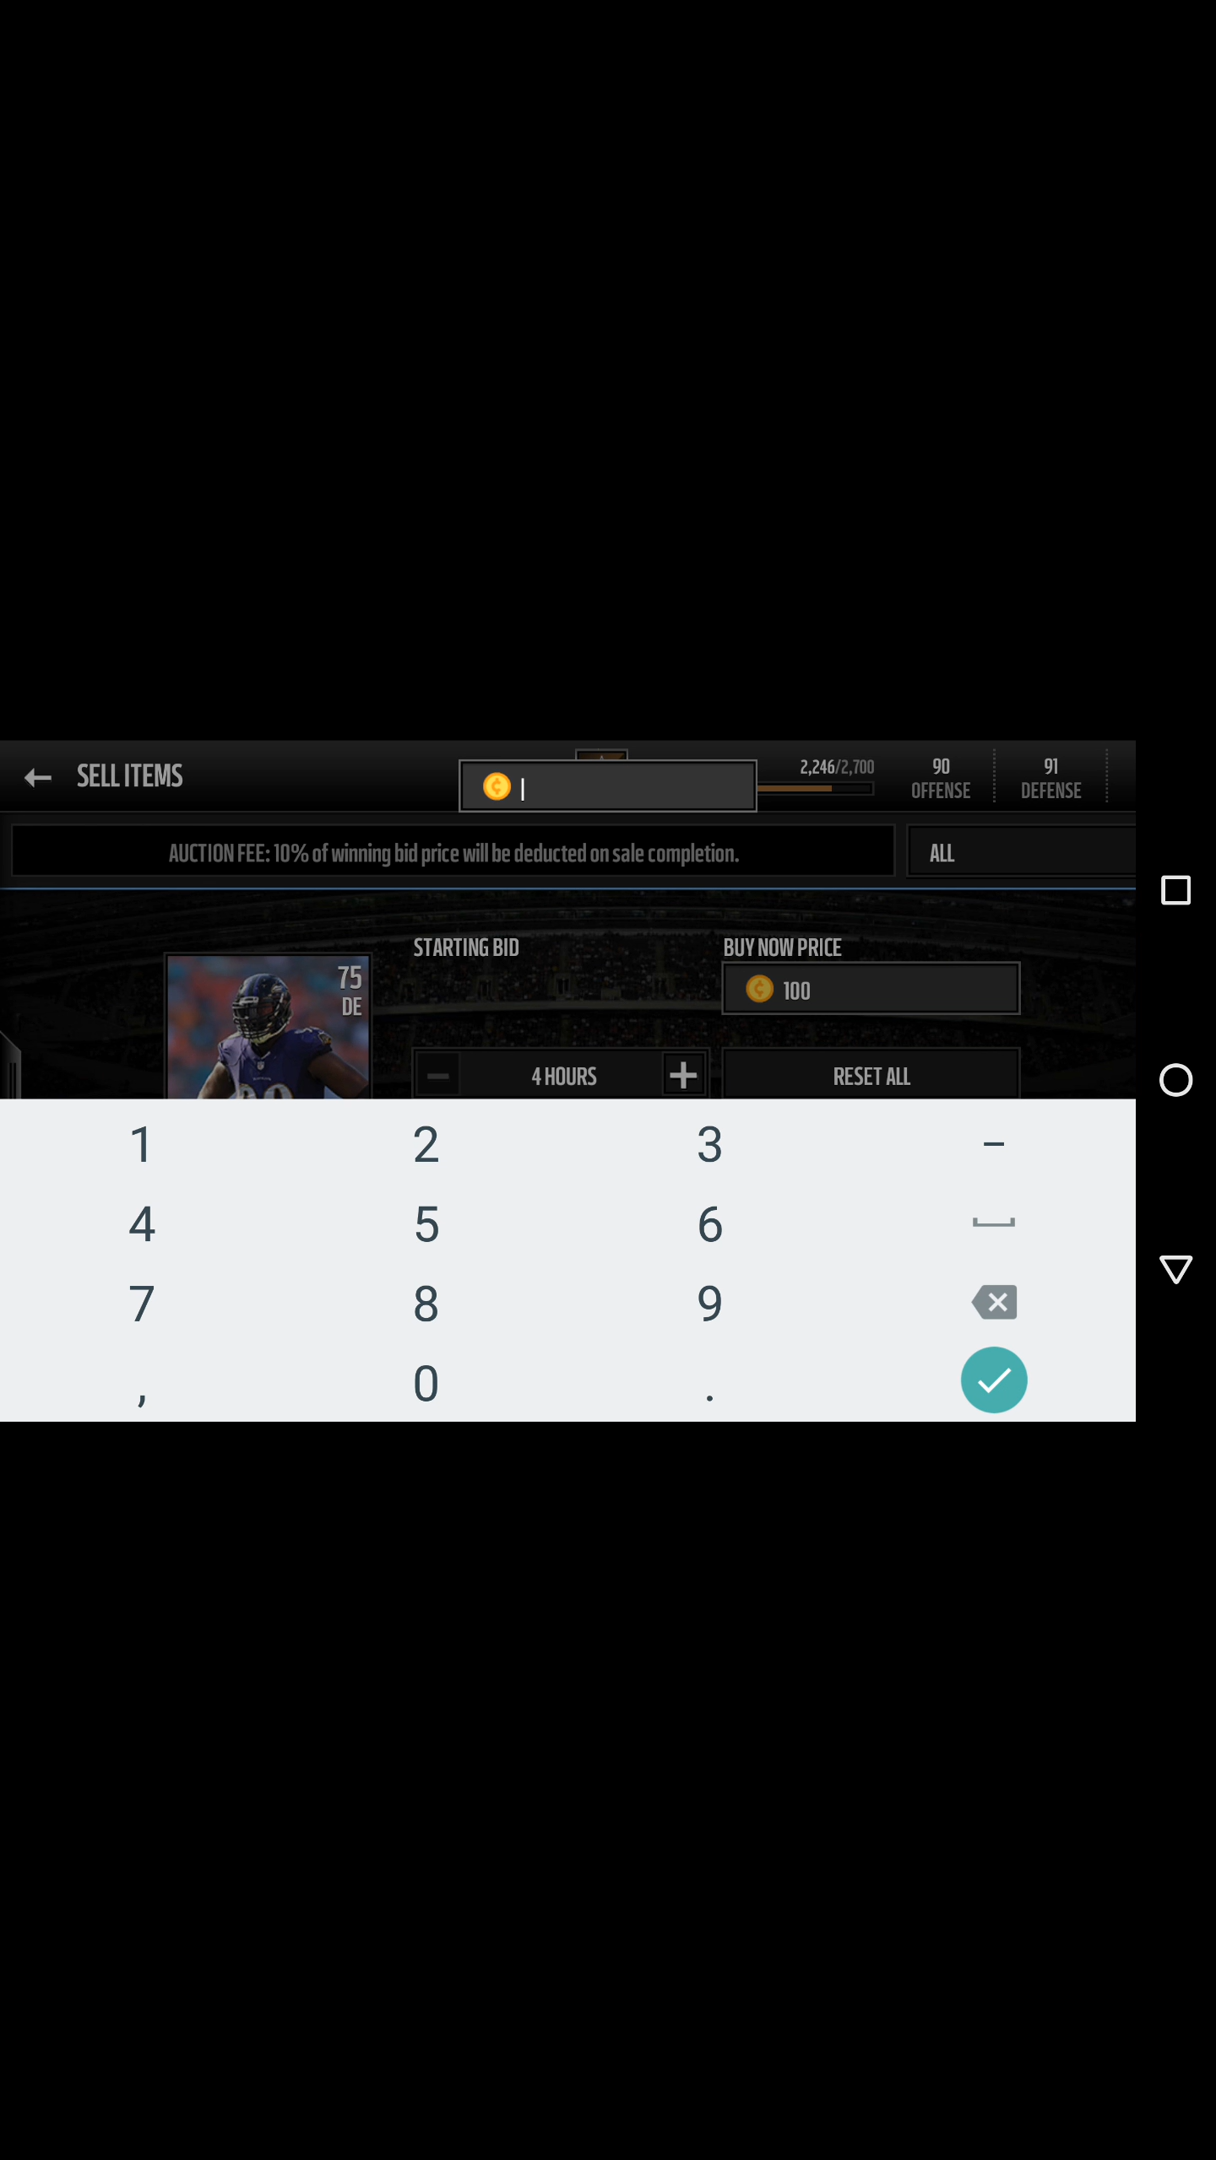 SELL ITEMS
2,246/2,700
90
OFFENSE
91
DEFENSE
AUCTION FEE: 10% of winning bid price will be deducted on sale completion.
ALL
STARTING BID
BUY NOW PRICE
75
DE
100
4 HOURS
RESET ALL
1 2 3 –
4 5 6
7 8 9
, 0 .